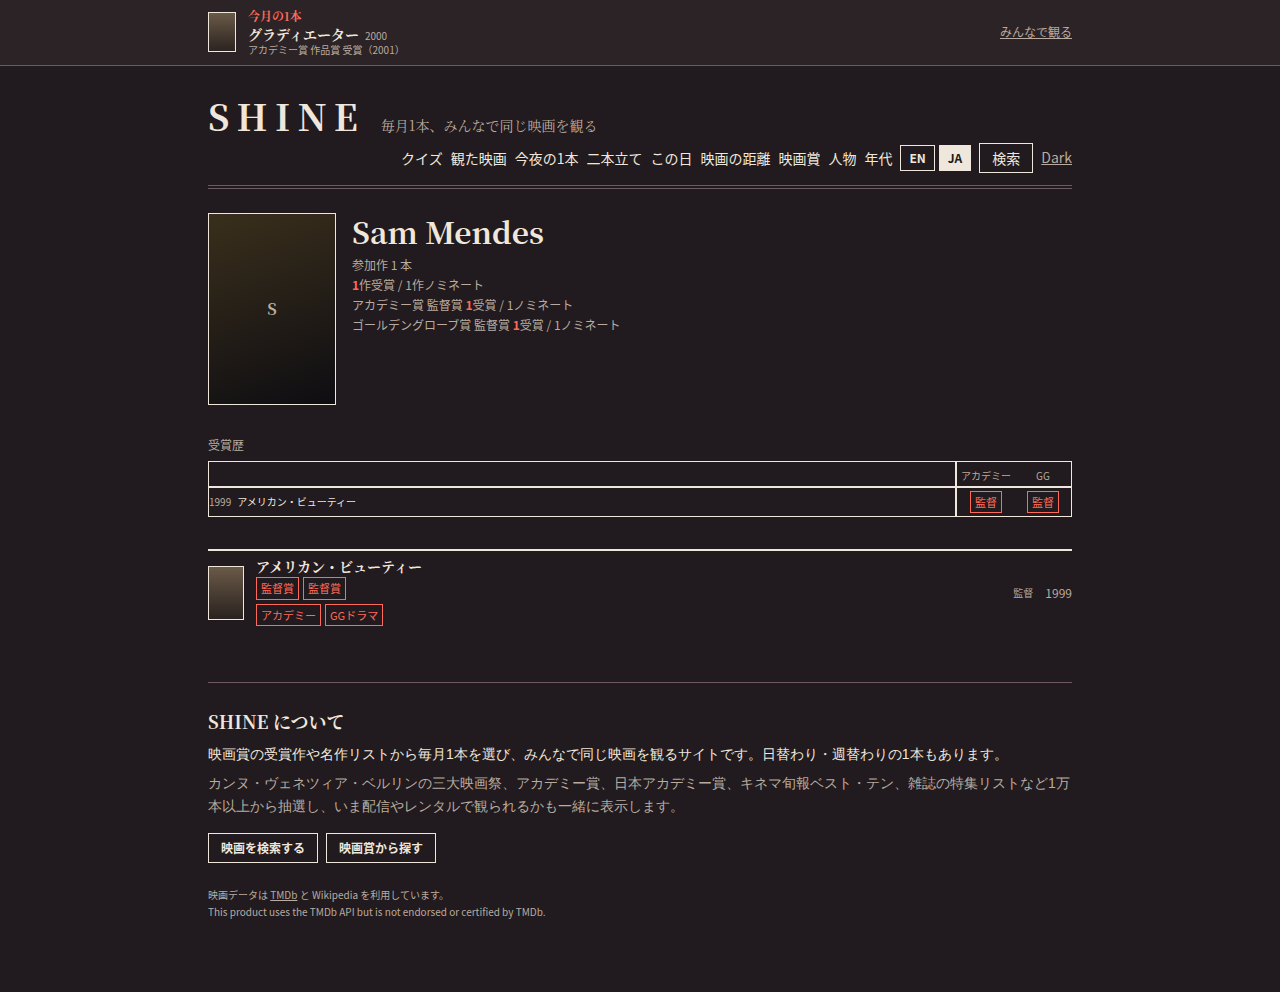 今月の1本
グラディエーター 2000
アカデミー賞 作品賞 受賞（2001）
みんなで観る
SHINE 毎月1本、みんなで同じ映画を観る
クイズ 観た映画 今夜の1本 二本立て この日 映画の距離 映画賞 人物 年代 EN JA 検索 Dark
S
Sam Mendes
参加作 1 本
1作受賞 / 1作ノミネート
アカデミー賞 監督賞 1受賞 / 1ノミネート
ゴールデングローブ賞 監督賞 1受賞 / 1ノミネート
受賞歴
アカデミー GG
1999 アメリカン・ビューティー 監督 監督
アメリカン・ビューティー
監督賞 監督賞
アカデミー GGドラマ
監督 1999
SHINE について
映画賞の受賞作や名作リストから毎月1本を選び、みんなで同じ映画を観るサイトです。日替わり・週替わりの1本もあります。
カンヌ・ヴェネツィア・ベルリンの三大映画祭、アカデミー賞、日本アカデミー賞、キネマ旬報ベスト・テン、雑誌の特集リストなど1万
本以上から抽選し、いま配信やレンタルで観られるかも一緒に表示します。
映画を検索する 映画賞から探す
映画データは TMDb と Wikipedia を利用しています。
This product uses the TMDb API but is not endorsed or certified by TMDb.